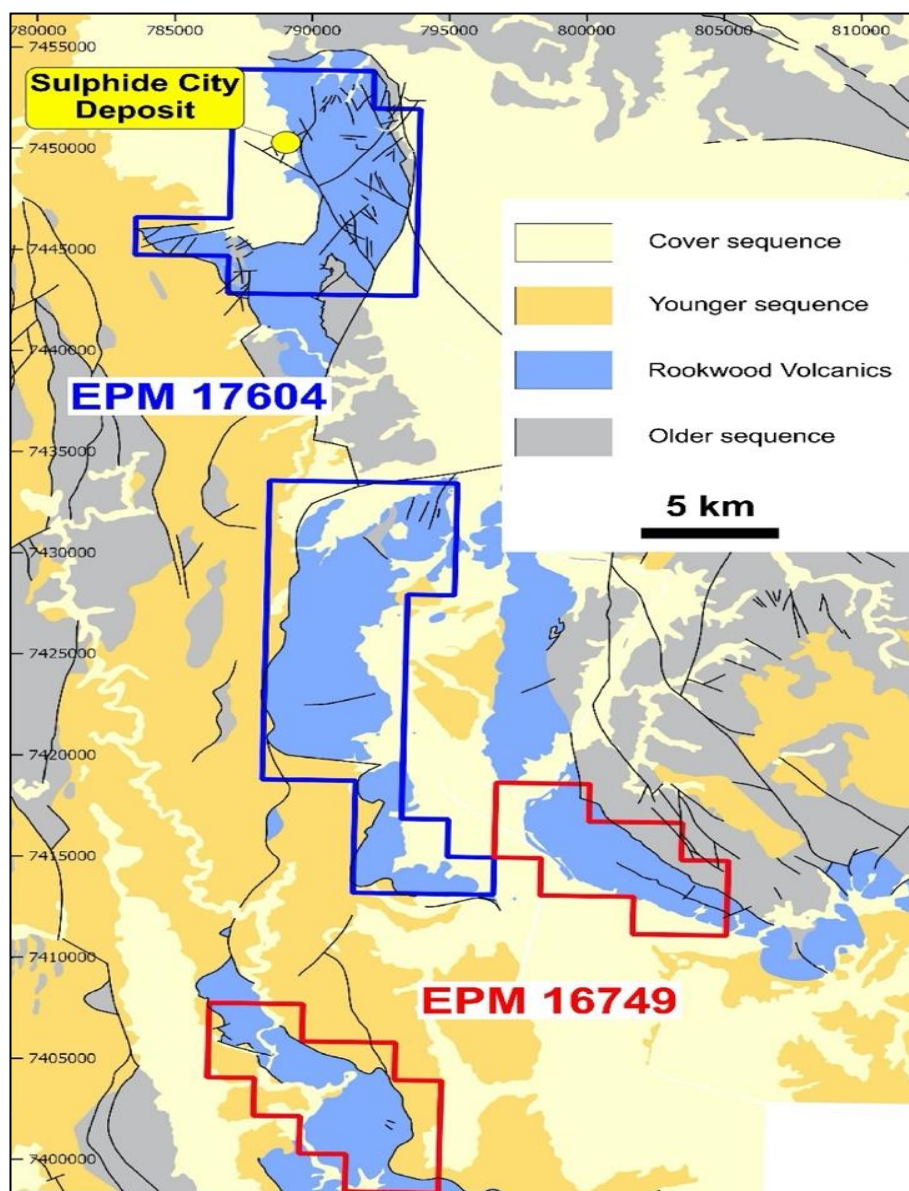 780000 785000 790000 795000 800000 805000 810000
7455000
Sulphide City
Deposit
7450000
7445000
7440000
7435000
7430000
7425000
7420000
7415000
7410000
7405000
7400000
Cover sequence
Younger sequence
Rookwood Volcanics
Older sequence
5 km
EPM 17604
EPM 16749